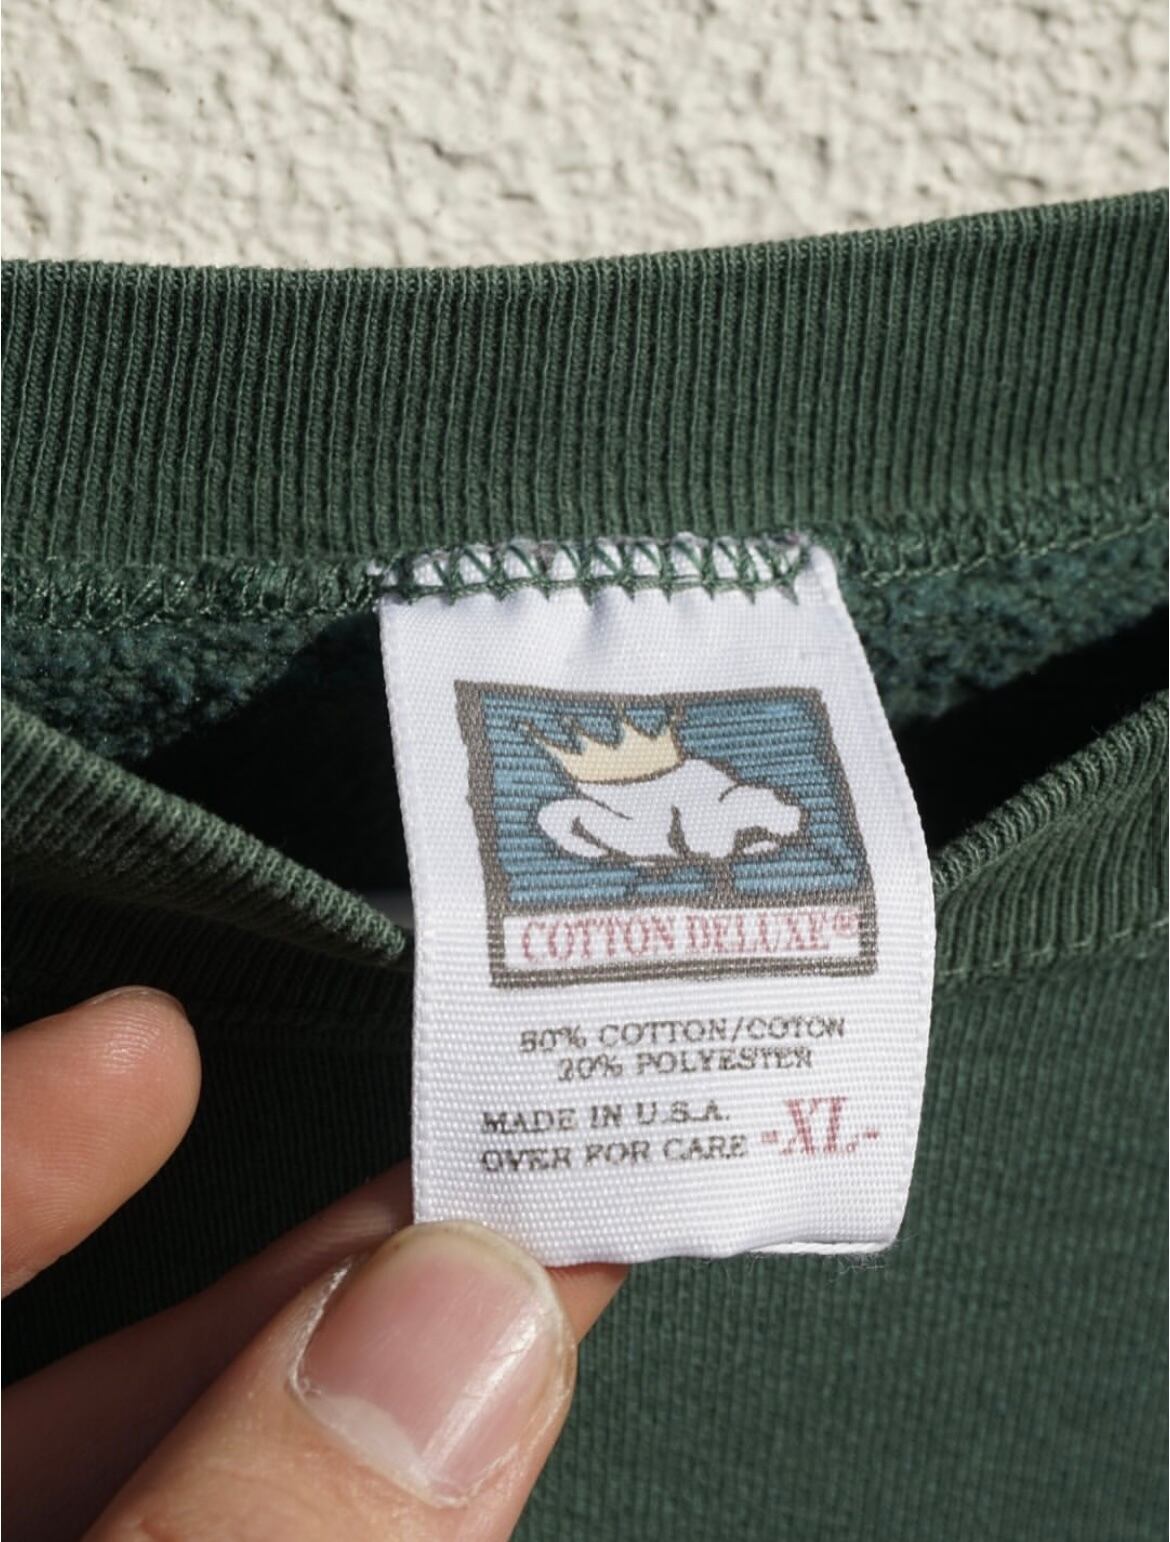 COTTON DELUXE®
80% COTTON/COTON
20% POLYESTER
MADE IN U.S.A.
OVER FOR CARE
-XL-